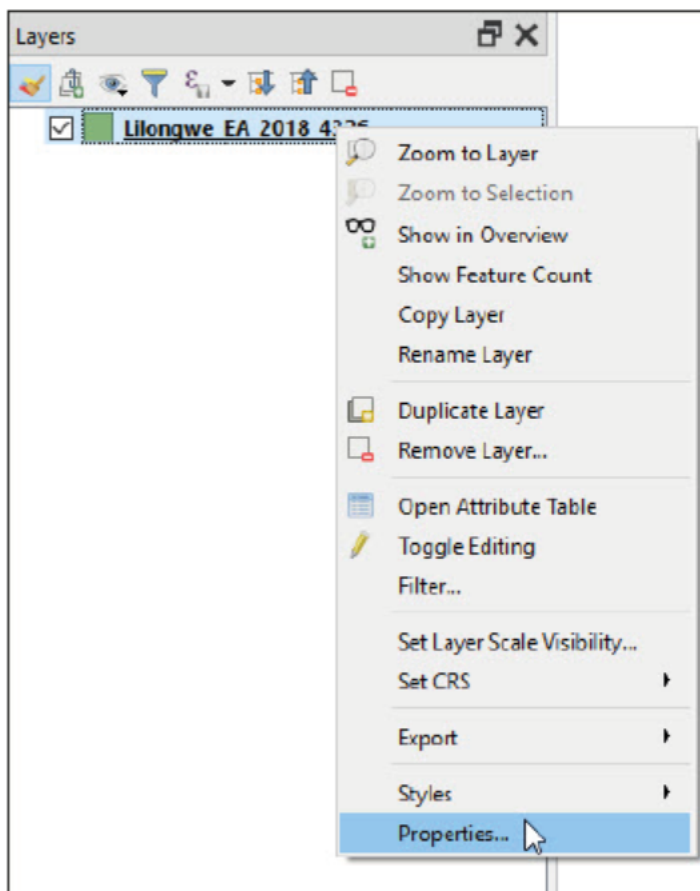 Layers
Lilongwe_EA_2018_4326
Zoom to Layer
Zoom to Selection
Show in Overview
Show Feature Count
Copy Layer
Rename Layer
Duplicate Layer
Remove Layer...
Open Attribute Table
Toggle Editing
Filter...
Set Layer Scale Visibility...
Set CRS
Export
Styles
Properties...